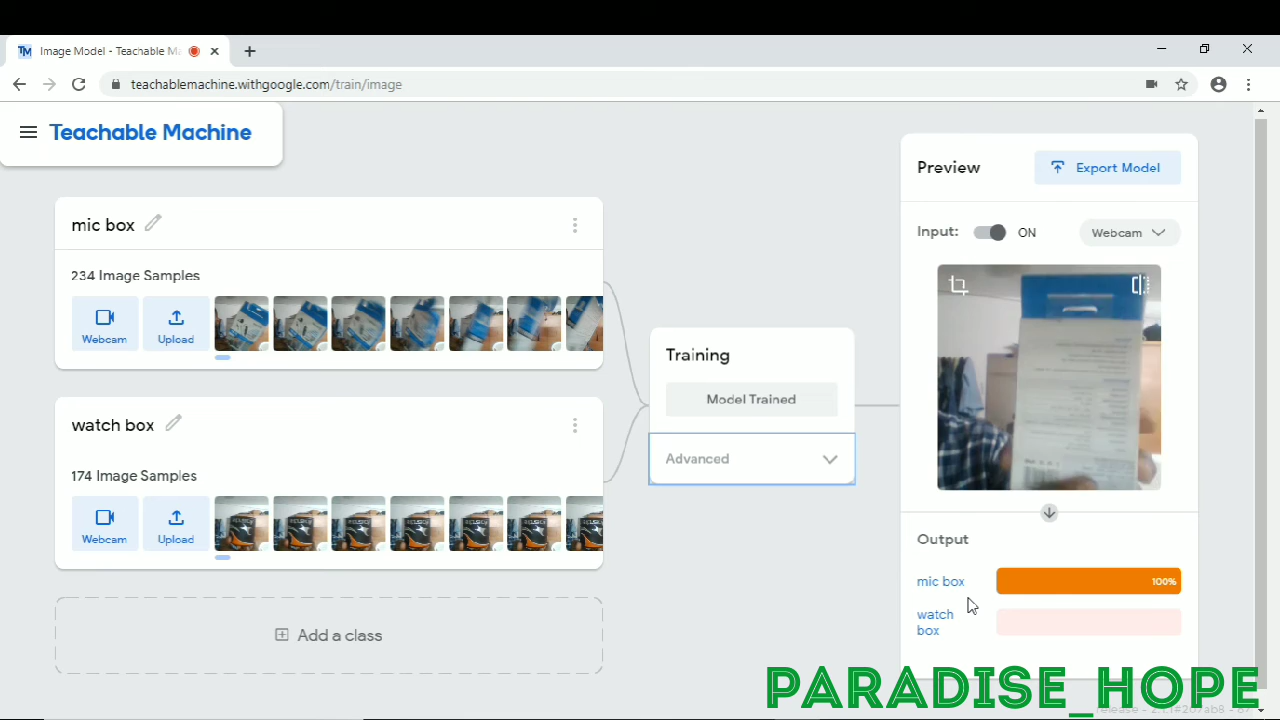 Image Model - Teachable Ma
teachablemachine.withgoogle.com/train/image
Teachable Machine
mic box
234 Image Samples
Webcam
Upload
watch box
174 Image Samples
Webcam
Upload
Add a class
Training
Model Trained
Advanced
Preview
Export Model
Input:
ON
Webcam
Output
mic box
100%
watch
box
PARADISE_HOPE